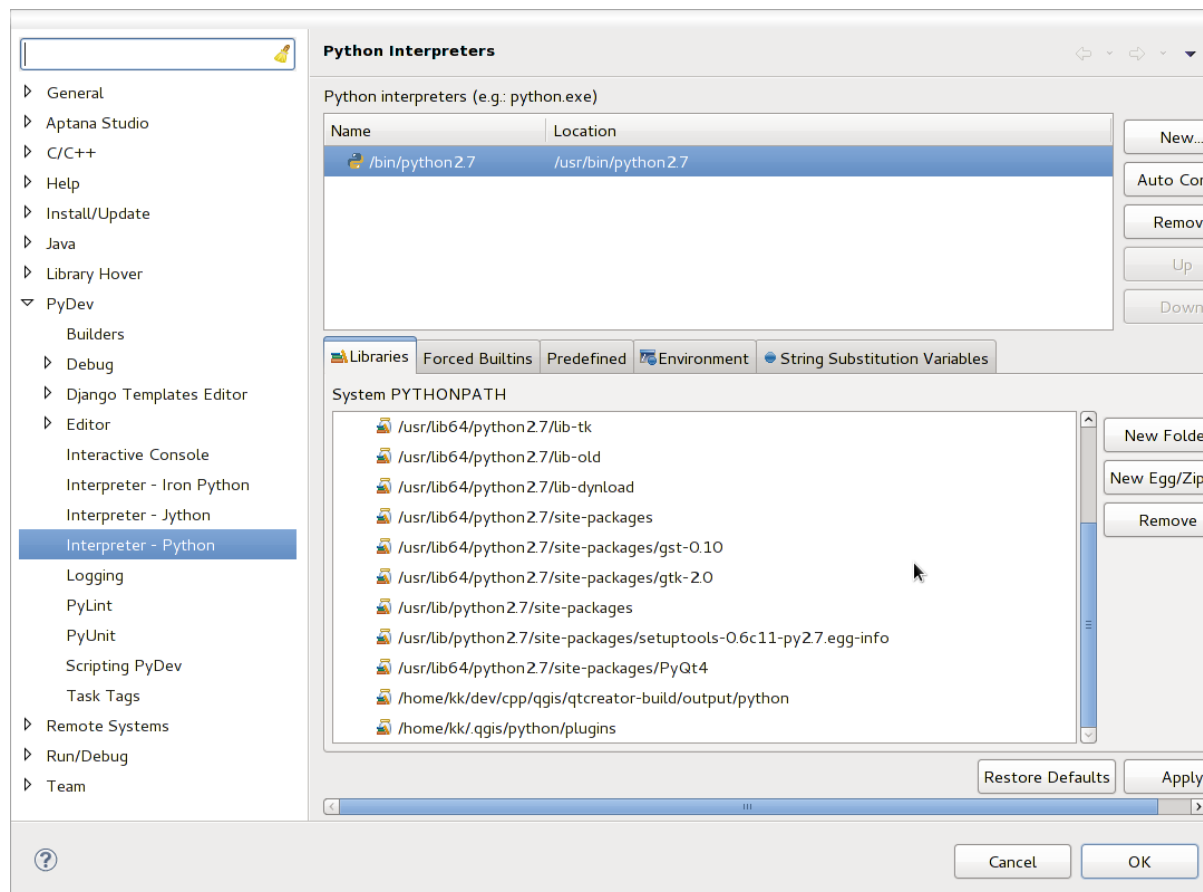 Python Interpreters
General
Aptana Studio
C/C++
Help
Install/Update
Java
Library Hover
PyDev
Builders
Debug
Django Templates Editor
Editor
Interactive Console
Interpreter - Iron Python
Interpreter - Jython
Interpreter - Python
Logging
PyLint
PyUnit
Scripting PyDev
Task Tags
Remote Systems
Run/Debug
Team
Python interpreters (e.g.: python.exe)
Name Location
/bin/python2.7 /usr/bin/python2.7
New...
Auto Con
Remov
Up
Down
Libraries Forced Builtins Predefined Environment String Substitution Variables
System PYTHONPATH
/usr/lib64/python2.7/lib-tk
/usr/lib64/python2.7/lib-old
/usr/lib64/python2.7/lib-dynload
/usr/lib64/python2.7/site-packages
/usr/lib64/python2.7/site-packages/gst-0.10
/usr/lib64/python2.7/site-packages/gtk-2.0
/usr/lib/python2.7/site-packages
/usr/lib/python2.7/site-packages/setuptools-0.6c11-py2.7.egg-info
/usr/lib64/python2.7/site-packages/PyQt4
/home/kk/dev/cpp/qgis/qtcreator-build/output/python
/home/kk/.qgis/python/plugins
New Folde
New Egg/Zip
Remove
Restore Defaults Apply
? Cancel OK